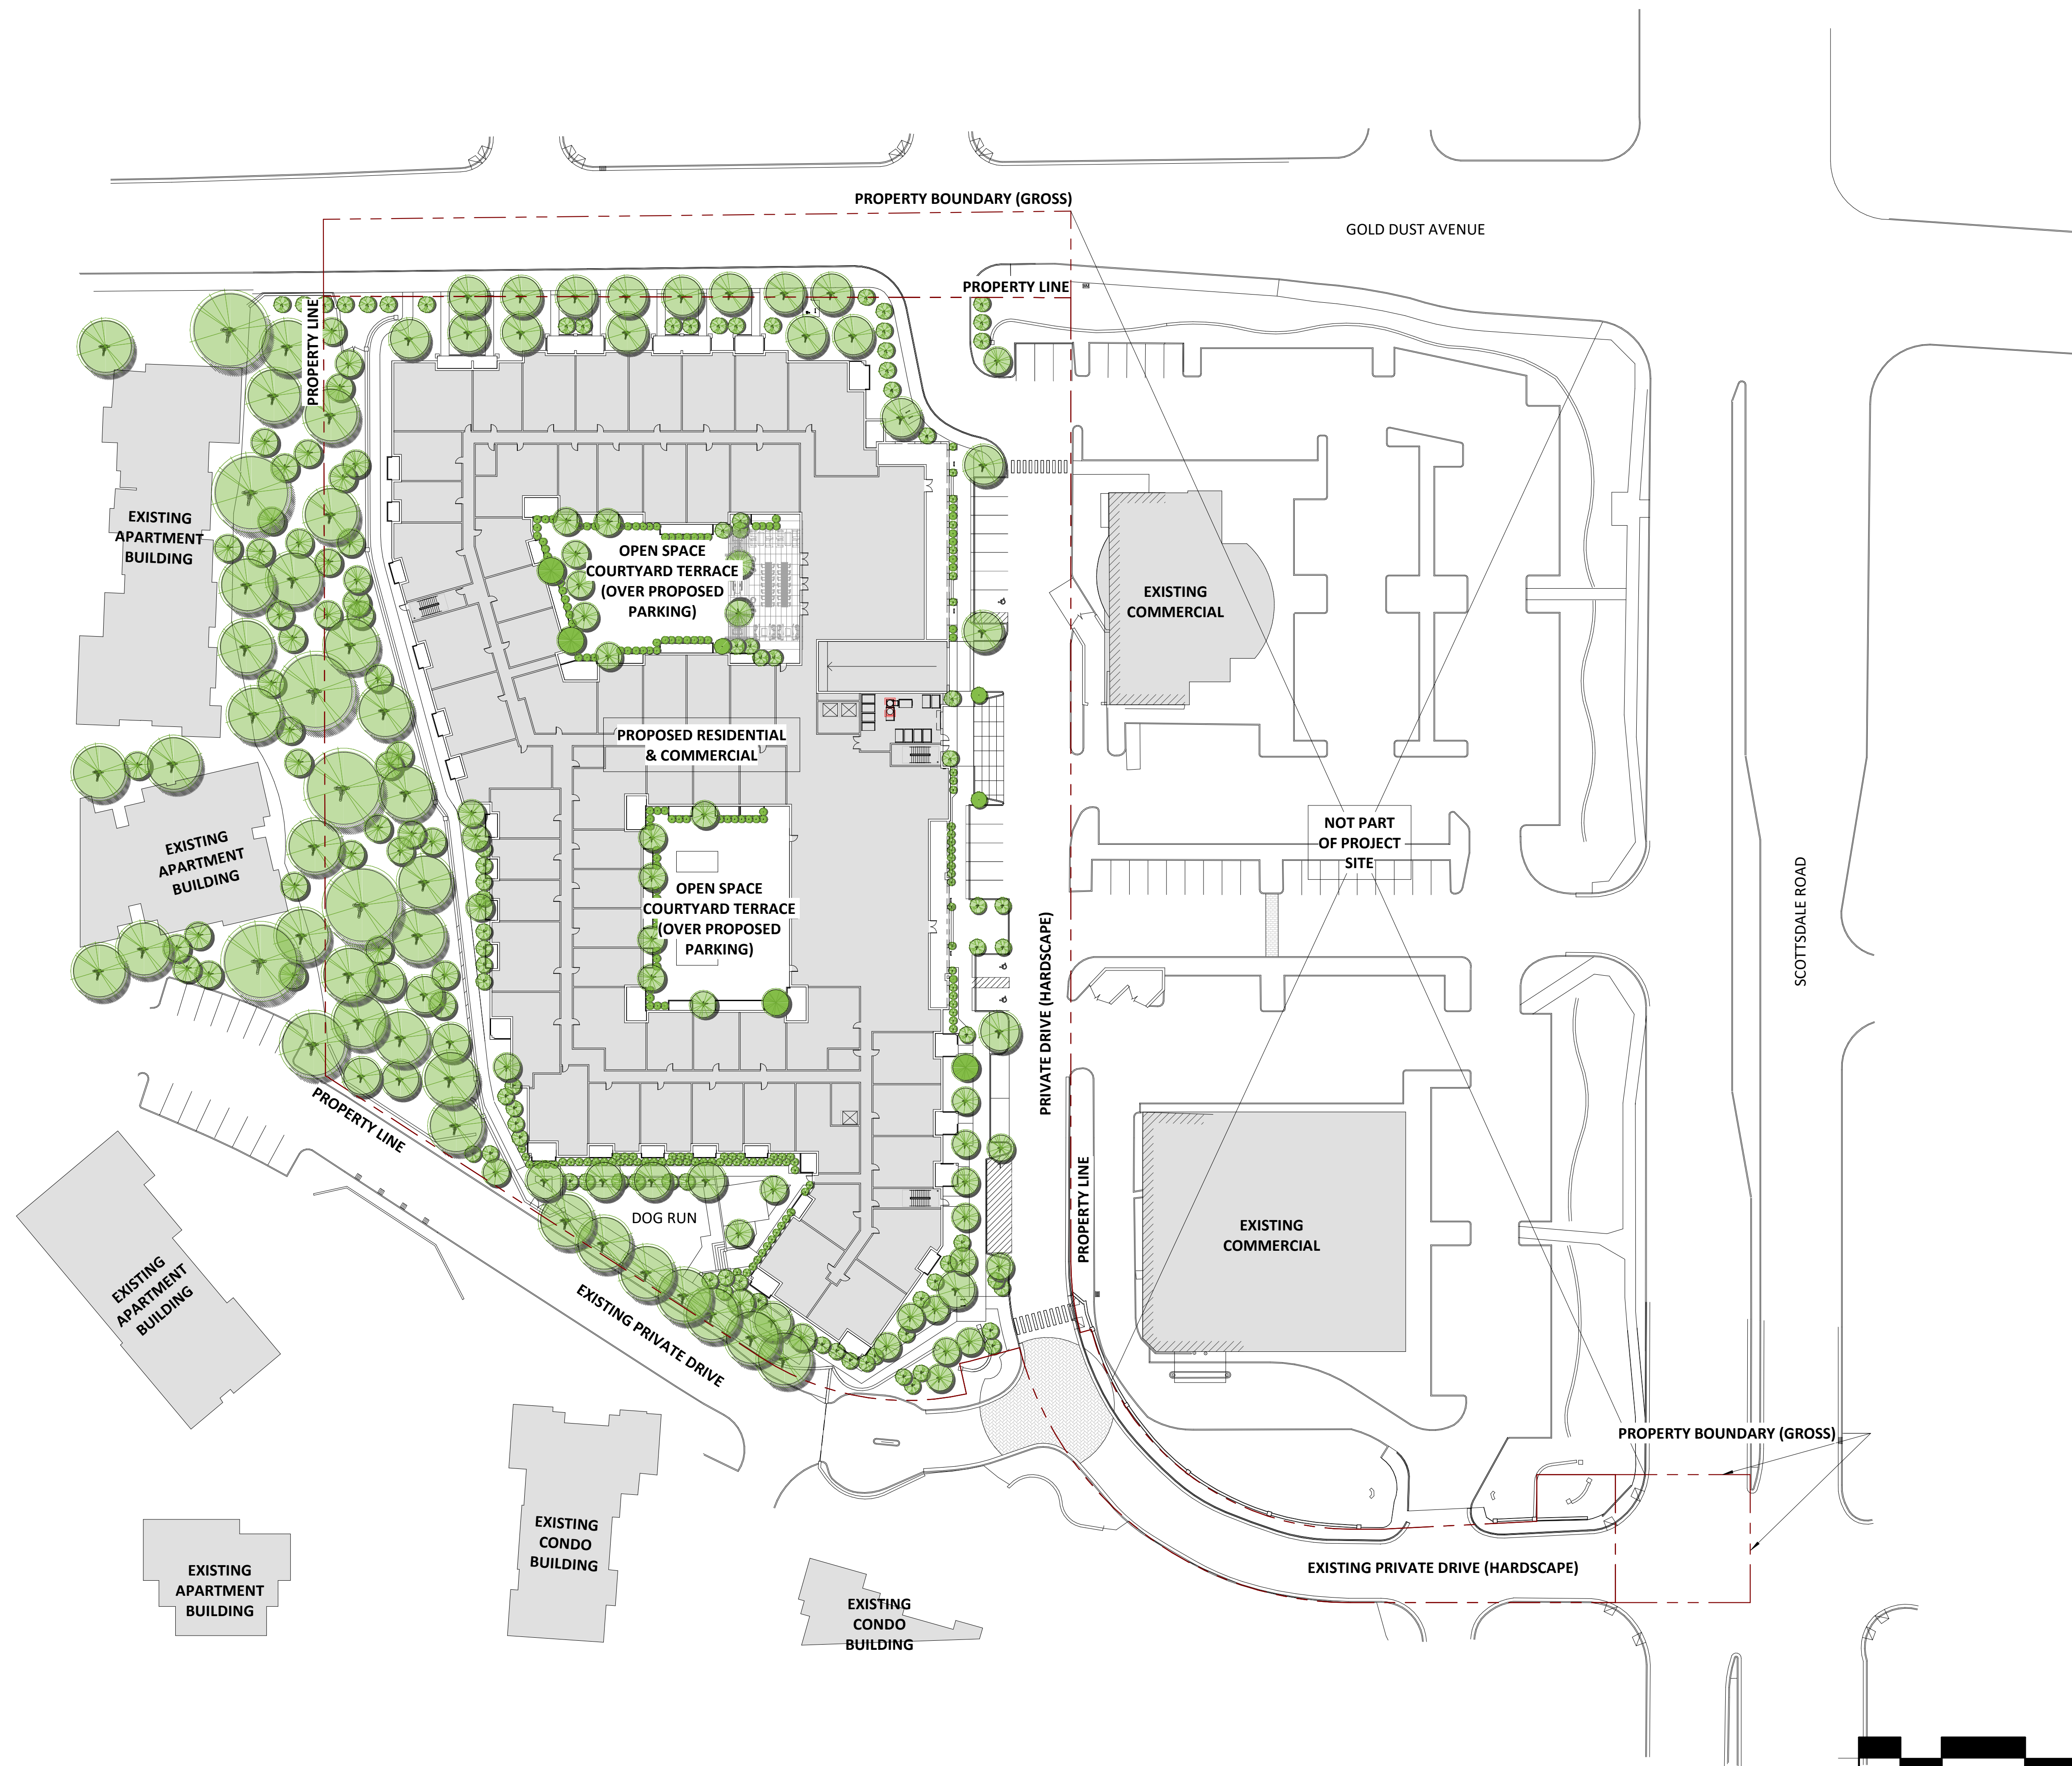 PROPERTY BOUNDARY (GROSS)
GOLD DUST AVENUE
PROPERTY LINE
PROPERTY LINE
EXISTING
APARTMENT
BUILDING
OPEN SPACE
COURTYARD TERRACE
(OVER PROPOSED
PARKING)
EXISTING
COMMERCIAL
PROPOSED RESIDENTIAL
& COMMERCIAL
NOT PART
OF PROJECT
SITE
EXISTING
APARTMENT
BUILDING
OPEN SPACE
COURTYARD TERRACE
(OVER PROPOSED
PARKING)
PRIVATE DRIVE (HARDSCAPE)
SCOTTSDALE ROAD
PROPERTY LINE
PROPERTY LINE
DOG RUN
EXISTING
COMMERCIAL
EXISTING
APARTMENT
BUILDING
EXISTING PRIVATE DRIVE
PROPERTY BOUNDARY (GROSS)
EXISTING
CONDO
BUILDING
EXISTING PRIVATE DRIVE (HARDSCAPE)
EXISTING
APARTMENT
BUILDING
EXISTING
CONDO
BUILDING